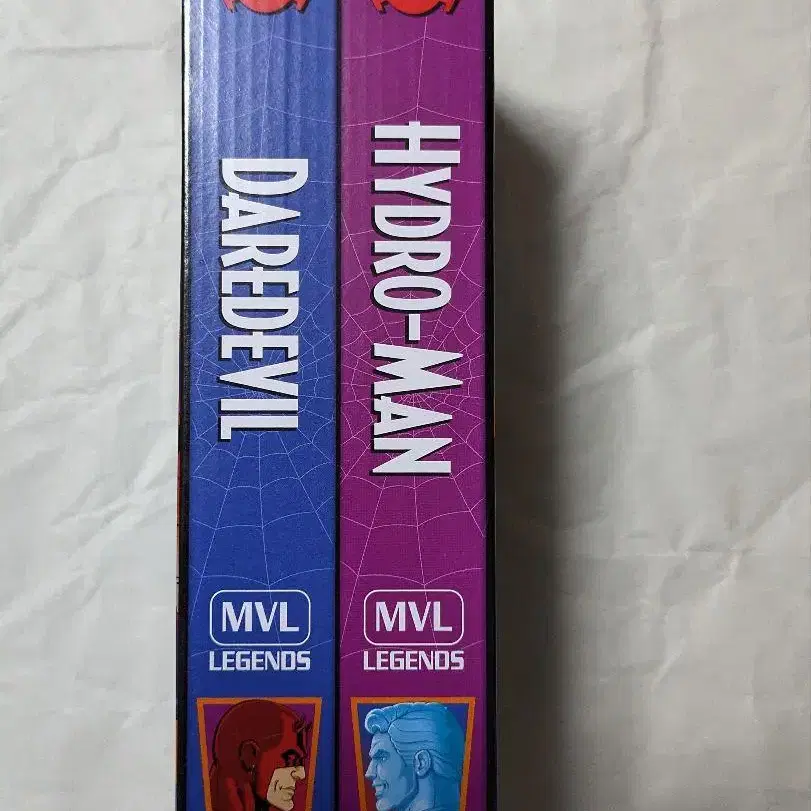 DAREDEVIL
MVL
LEGENDS
HYDRO-MAN
MVL
LEGENDS